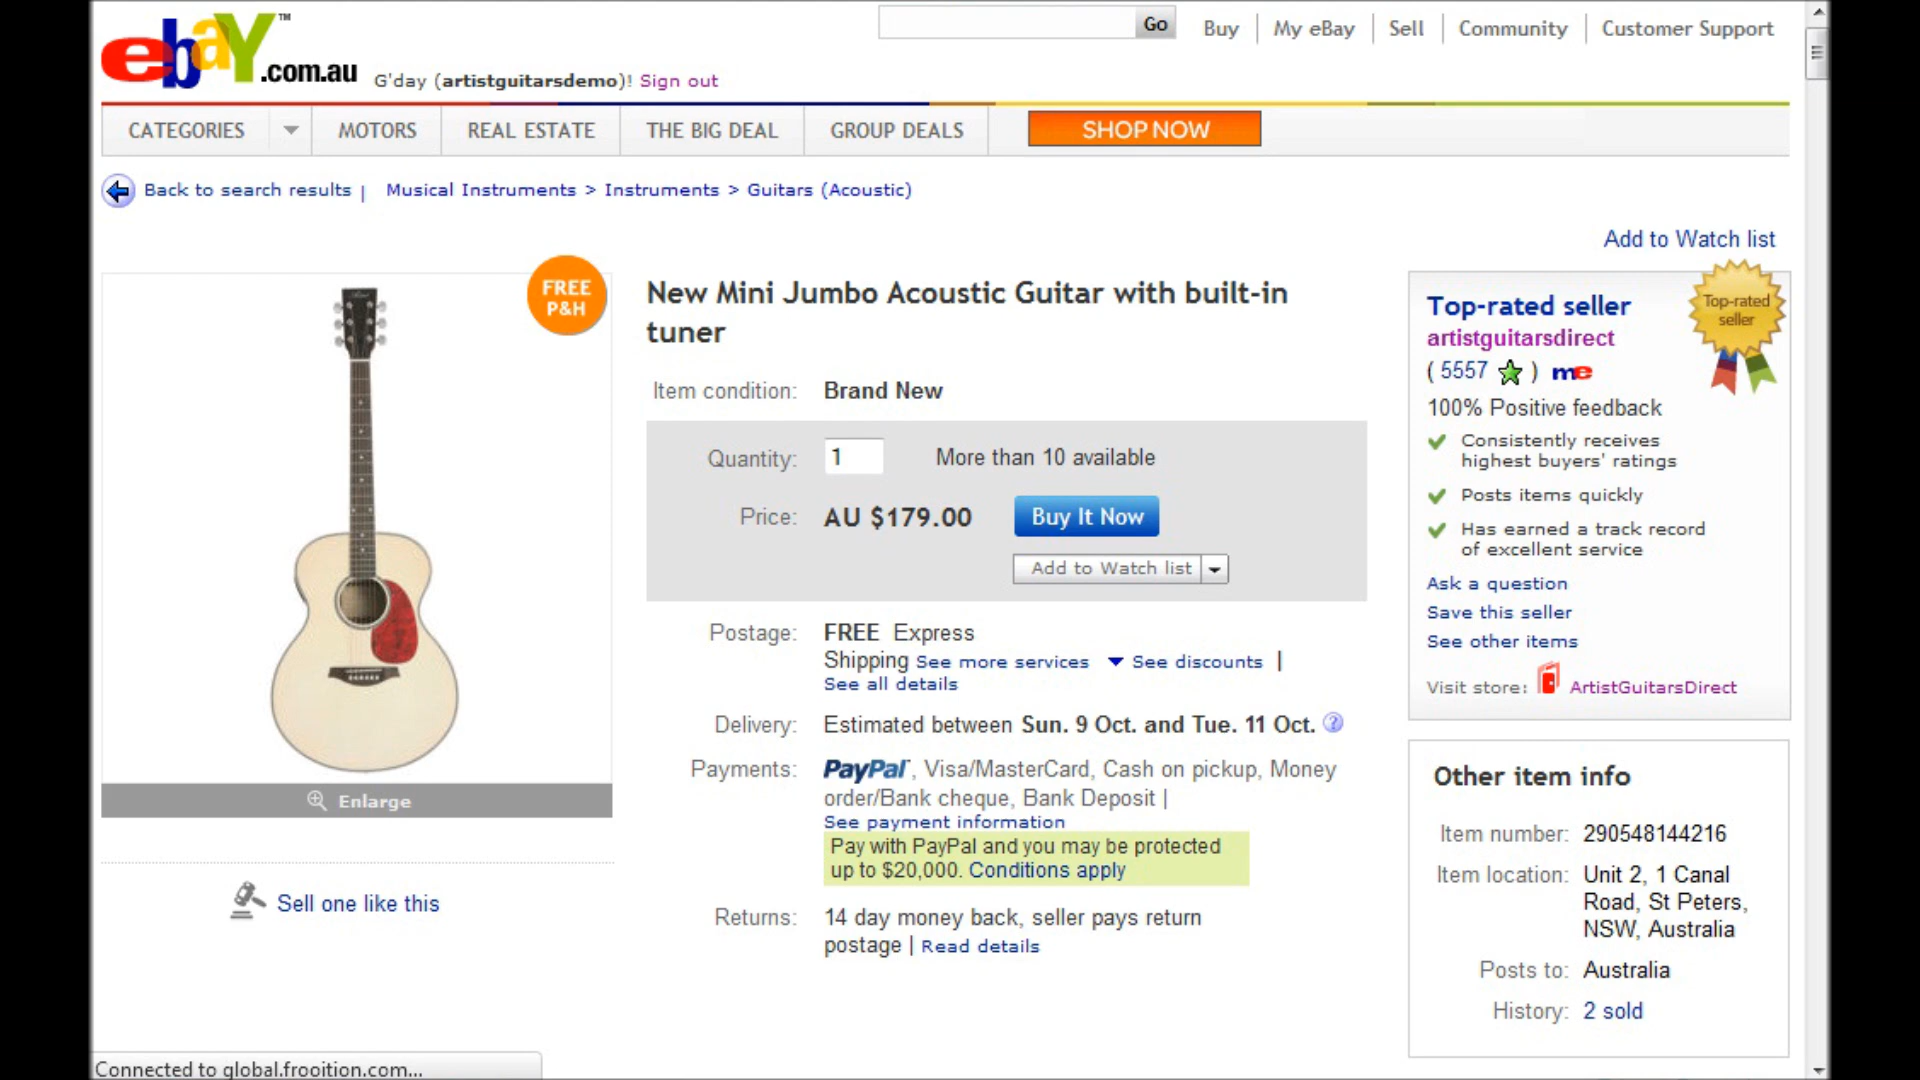 ebaY™.com.au
G'day (artistguitarsdemo)! Sign out
Go
Buy
My eBay
Sell
Community
Customer Support
CATEGORIES
MOTORS
REAL ESTATE
THE BIG DEAL
GROUP DEALS
SHOP NOW
Back to search results | Musical Instruments > Instruments > Guitars (Acoustic)
Add to Watch list
FREE
P&H
Enlarge
Sell one like this
New Mini Jumbo Acoustic Guitar with built-in
tuner
Item condition: Brand New
Quantity: 1 More than 10 available
Price: AU $179.00 Buy It Now
Add to Watch list
Postage: FREE Express
Shipping See more services See discounts |
See all details
Delivery: Estimated between Sun. 9 Oct. and Tue. 11 Oct. ?
Payments: PayPal, Visa/MasterCard, Cash on pickup, Money
order/Bank cheque, Bank Deposit |
See payment information
Pay with PayPal and you may be protected
up to $20,000. Conditions apply
Returns: 14 day money back, seller pays return
postage | Read details
Top-rated seller
Top-rated
seller
artistguitarsdirect
( 5557 ) me
100% Positive feedback
Consistently receives
highest buyers' ratings
Posts items quickly
Has earned a track record
of excellent service
Ask a question
Save this seller
See other items
Visit store: ArtistGuitarsDirect
Other item info
Item number: 290548144216
Item location: Unit 2, 1 Canal
Road, St Peters,
NSW, Australia
Posts to: Australia
History: 2 sold
Connected to global.frooition.com...